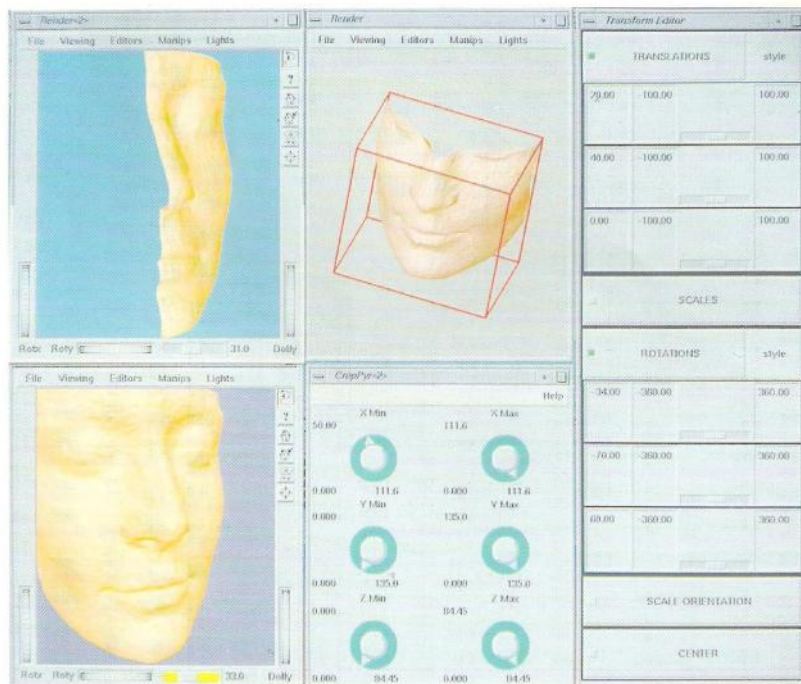 Render<2>
File Viewing Editors Manips Lights
?
Rotx Roty 31.0 Dolly
Render
File Viewing Editors Manips Lights
Transform Editor
TRANSLATIONS style
20.00 -100.00 100.00
40.00 -100.00 100.00
0.00 -100.00 100.00
SCALES
ROTATIONS style
-34.00 -360.00 360.00
-70.00 -360.00 360.00
60.00 -360.00 360.00
SCALE ORIENTATION
CENTER
File Viewing Editors Manips Lights
?
Rotx Roty 33.0 Dolly
CropPyr<2>
Help
X Min X Max
50.00 111.6
0.000 111.6 0.000 111.6
Y Min Y Max
0.000 135.0
0.000 135.0 0.000 135.0
Z Min Z Max
0.000 84.45
0.000 84.45 0.000 84.45